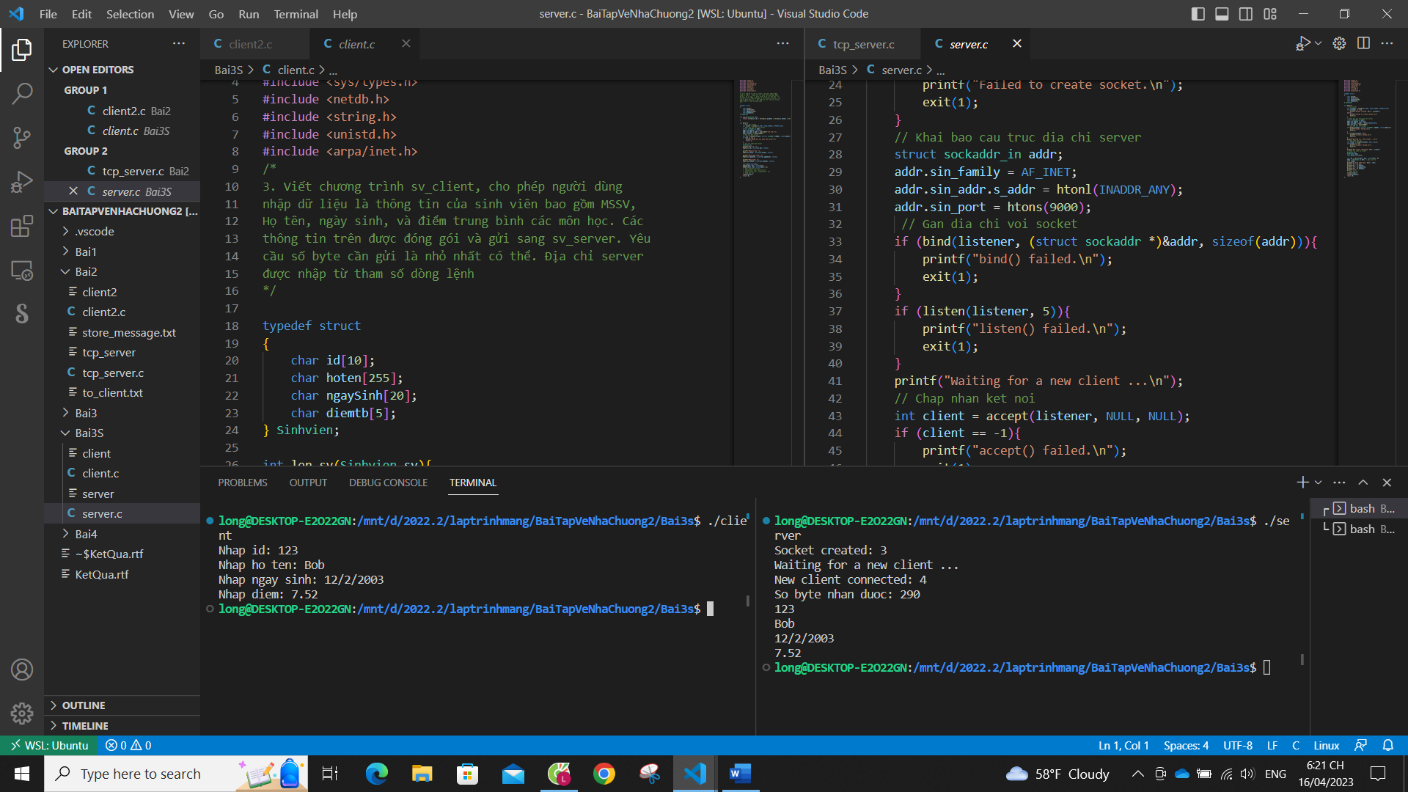 File Edit Selection View Go Run Terminal Help
server.c - BaiTapVeNhaChuong2 [WSL: Ubuntu] - Visual Studio Code
EXPLORER
OPEN EDITORS
GROUP 1
C client2.c Bai2
C client.c Bai3S
GROUP 2
C tcp_server.c Bai2
C server.c Bai3S
BAITAPVENHACHUONG2 [...
.vscode
Bai1
Bai2
client2
C client2.c
store_message.txt
tcp_server
C tcp_server.c
to_client.txt
Bai3
Bai3S
client
C client.c
server
C server.c
Bai4
~$KetQua.rtf
KetQua.rtf
OUTLINE
TIMELINE
C client2.c
C client.c
Bai3S > C client.c > ...
4 #include <sys/types.h>
5 #include <netdb.h>
6 #include <string.h>
7 #include <unistd.h>
8 #include <arpa/inet.h>
9 /*
10 3. Viết chương trình sv_client, cho phép người dùng
11 nhập dữ liệu là thông tin của sinh viên bao gồm MSSV,
12 Họ tên, ngày sinh, và điểm trung bình các môn học. Các
13 thông tin trên được đóng gói và gửi sang sv_server. Yêu
14 cầu số byte cần gửi là nhỏ nhất có thể. Địa chỉ server
15 được nhập từ tham số dòng lệnh
16 */
17
18 typedef struct
19 {
20 char id[10];
21 char hoten[255];
22 char ngaySinh[20];
23 char diemtb[5];
24 } Sinhvien;
25
26 int len_sv(Sinhvien sv){
C tcp_server.c
C server.c
Bai3S > C server.c > ...
24 printf("Failed to create socket.\n");
25 exit(1);
26 }
27 // Khai bao cau truc dia chi server
28 struct sockaddr_in addr;
29 addr.sin_family = AF_INET;
30 addr.sin_addr.s_addr = htonl(INADDR_ANY);
31 addr.sin_port = htons(9000);
32 // Gan dia chi voi socket
33 if (bind(listener, (struct sockaddr *)&addr, sizeof(addr))){
34 printf("bind() failed.\n");
35 exit(1);
36 }
37 if (listen(listener, 5)){
38 printf("listen() failed.\n");
39 exit(1);
40 }
41 printf("Waiting for a new client ...\n");
42 // Chap nhan ket noi
43 int client = accept(listener, NULL, NULL);
44 if (client == -1){
45 printf("accept() failed.\n");
PROBLEMS OUTPUT DEBUG CONSOLE TERMINAL
long@DESKTOP-E2O22GN:/mnt/d/2022.2/laptrinhmang/BaiTapVeNhaChuong2/Bai3s$ ./clie
nt
Nhap id: 123
Nhap ho ten: Bob
Nhap ngay sinh: 12/2/2003
Nhap diem: 7.52
long@DESKTOP-E2O22GN:/mnt/d/2022.2/laptrinhmang/BaiTapVeNhaChuong2/Bai3s$
long@DESKTOP-E2O22GN:/mnt/d/2022.2/laptrinhmang/BaiTapVeNhaChuong2/Bai3s$ ./se
rver
Socket created: 3
Waiting for a new client ...
New client connected: 4
So byte nhan duoc: 290
123
Bob
12/2/2003
7.52
long@DESKTOP-E2O22GN:/mnt/d/2022.2/laptrinhmang/BaiTapVeNhaChuong2/Bai3s$
bash B...
bash B...
WSL: Ubuntu 0 0
Ln 1, Col 1 Spaces: 4 UTF-8 LF C Linux
Type here to search
58°F Cloudy
ENG
6:21 CH
16/04/2023